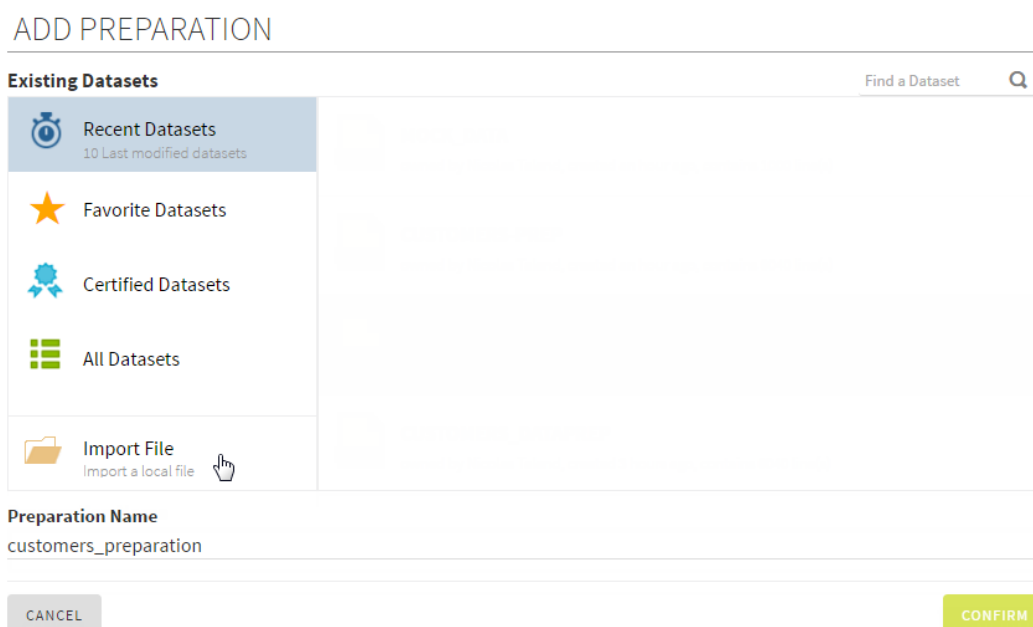 ADD PREPARATION
Existing Datasets
Find a Dataset
Recent Datasets
10 Last modified datasets
Favorite Datasets
Certified Datasets
All Datasets
Import File
Import a local file
Preparation Name
customers_preparation
CANCEL
CONFIRM